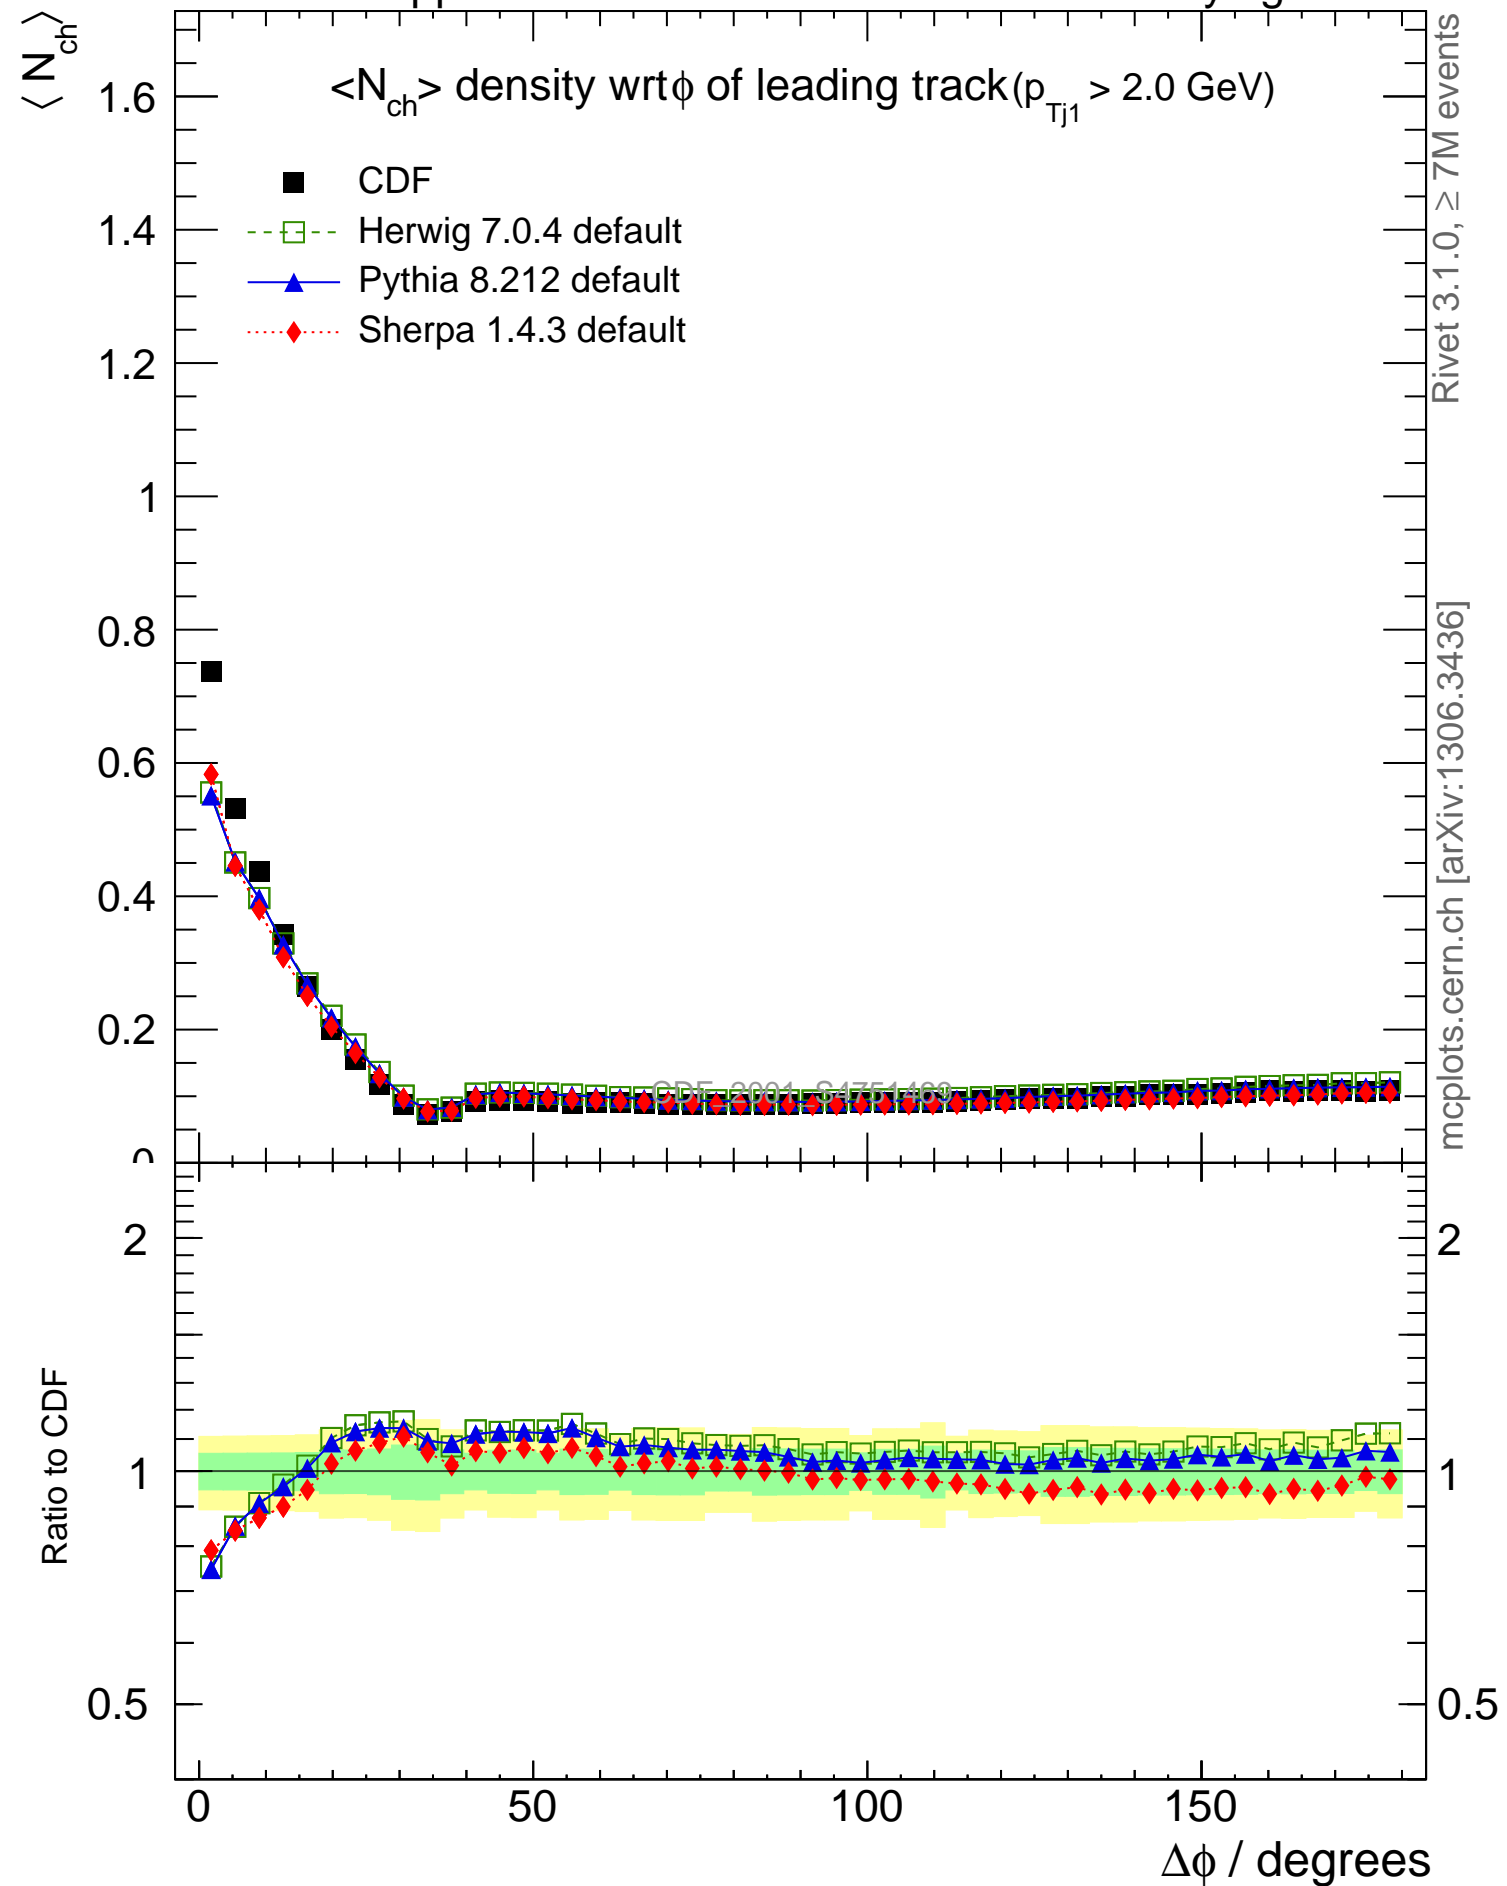 ⟨ N_ch ⟩
<N_ch> density wrt ϕ of leading track (p_Tj1 > 2.0 GeV)
CDF
Herwig 7.0.4 default
Pythia 8.212 default
Sherpa 1.4.3 default
1.6
1.4
1.2
1
0.8
0.6
0.4
0.2
0
CDF_2001_S4751469
Rivet 3.1.0, ≥ 7M events
mcplots.cern.ch [arXiv:1306.3436]
Ratio to CDF
2
1
0.5
2
1
0.5
0 50 100 150
Δϕ / degrees